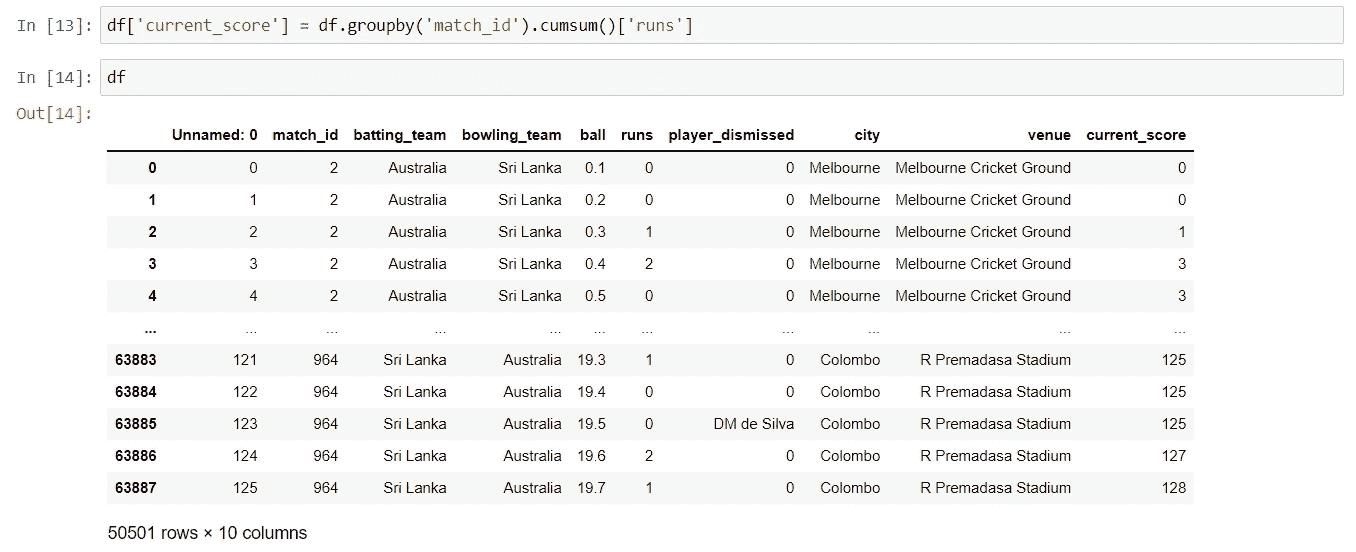 In [13]: df['current_score'] = df.groupby('match_id').cumsum()['runs']
In [14]: df
Out[14]:
Unnamed: 0 match_id batting_team bowling_team ball runs player_dismissed city venue current_score
0 0 2 Australia Sri Lanka 0.1 0 0 Melbourne Melbourne Cricket Ground 0
1 1 2 Australia Sri Lanka 0.2 0 0 Melbourne Melbourne Cricket Ground 0
2 2 2 Australia Sri Lanka 0.3 1 0 Melbourne Melbourne Cricket Ground 1
3 3 2 Australia Sri Lanka 0.4 2 0 Melbourne Melbourne Cricket Ground 3
4 4 2 Australia Sri Lanka 0.5 0 0 Melbourne Melbourne Cricket Ground 3
... ... ... ... ... ... ... ... ... ... ...
63883 121 964 Sri Lanka Australia 19.3 1 0 Colombo R Premadasa Stadium 125
63884 122 964 Sri Lanka Australia 19.4 0 0 Colombo R Premadasa Stadium 125
63885 123 964 Sri Lanka Australia 19.5 0 DM de Silva Colombo R Premadasa Stadium 125
63886 124 964 Sri Lanka Australia 19.6 2 0 Colombo R Premadasa Stadium 127
63887 125 964 Sri Lanka Australia 19.7 1 0 Colombo R Premadasa Stadium 128
50501 rows × 10 columns